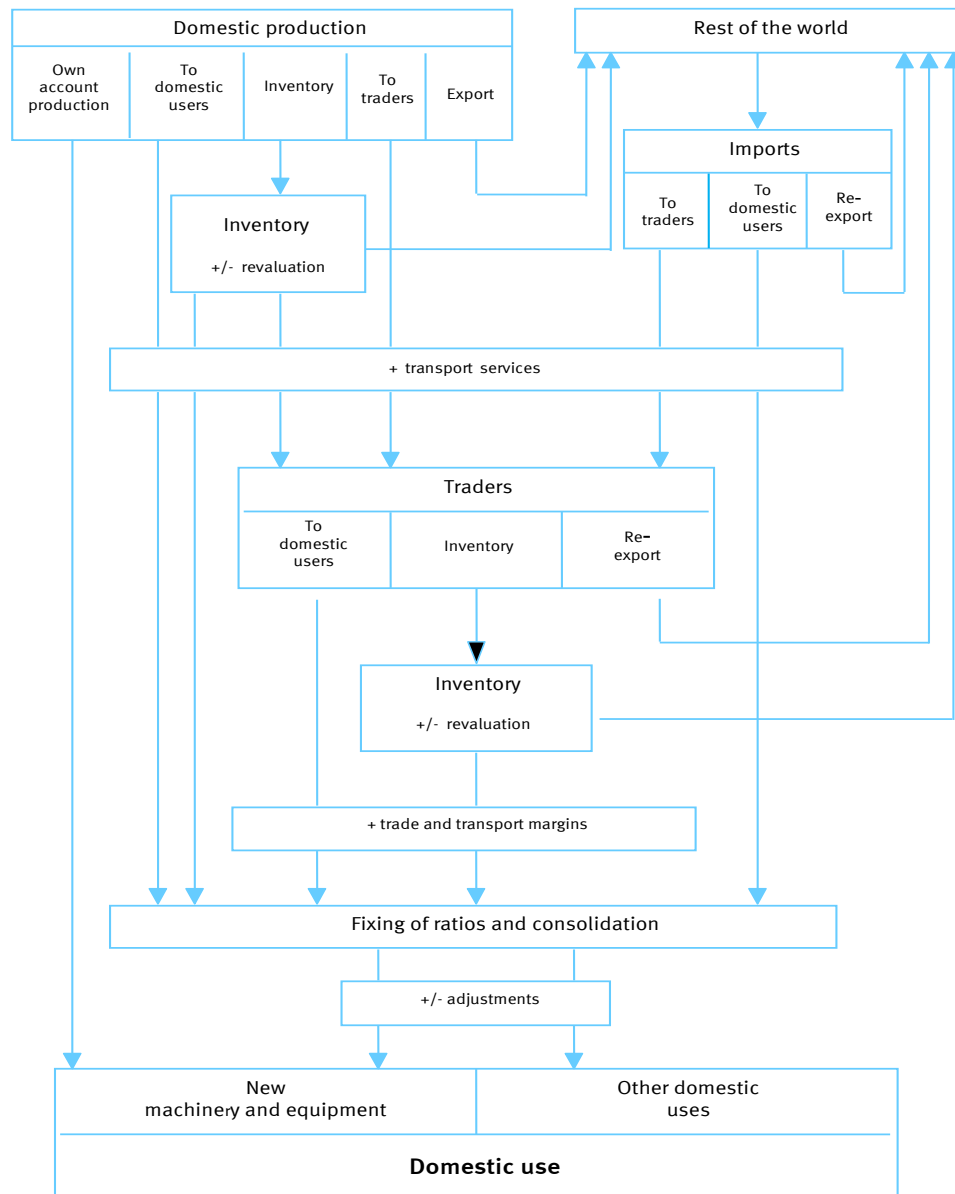 Domestic production
Own
account
production
To
domestic
users
Inventory
To
traders
Export
Rest of the world
Imports
To
traders
To
domestic
users
Re-
export
Inventory
+/- revaluation
+ transport services
Traders
To
domestic
users
Inventory
Re-
export
Inventory
+/- revaluation
+ trade and transport margins
Fixing of ratios and consolidation
+/- adjustments
New
machinery and equipment
Other domestic
uses
Domestic use